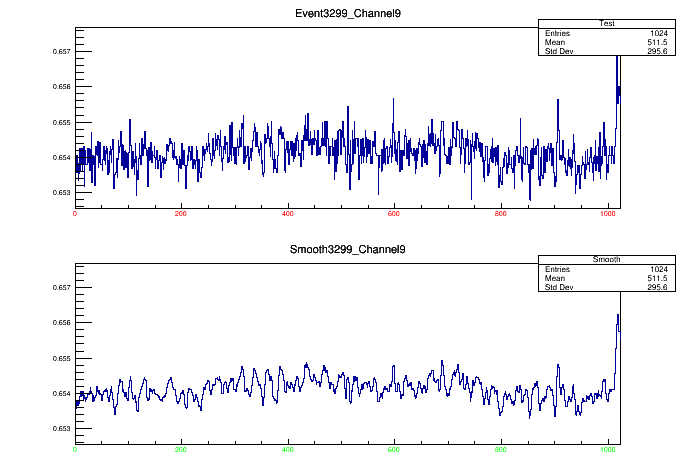 Event3299_Channel9
Test
Entries 1024
Mean 511.5
Std Dev 295.6
0.657
0.656
0.655
0.654
0.653
0 200 400 600 800 1000
Smooth3299_Channel9
Smooth
Entries 1024
Mean 511.5
Std Dev 295.6
0.657
0.656
0.655
0.654
0.653
0 200 400 600 800 1000